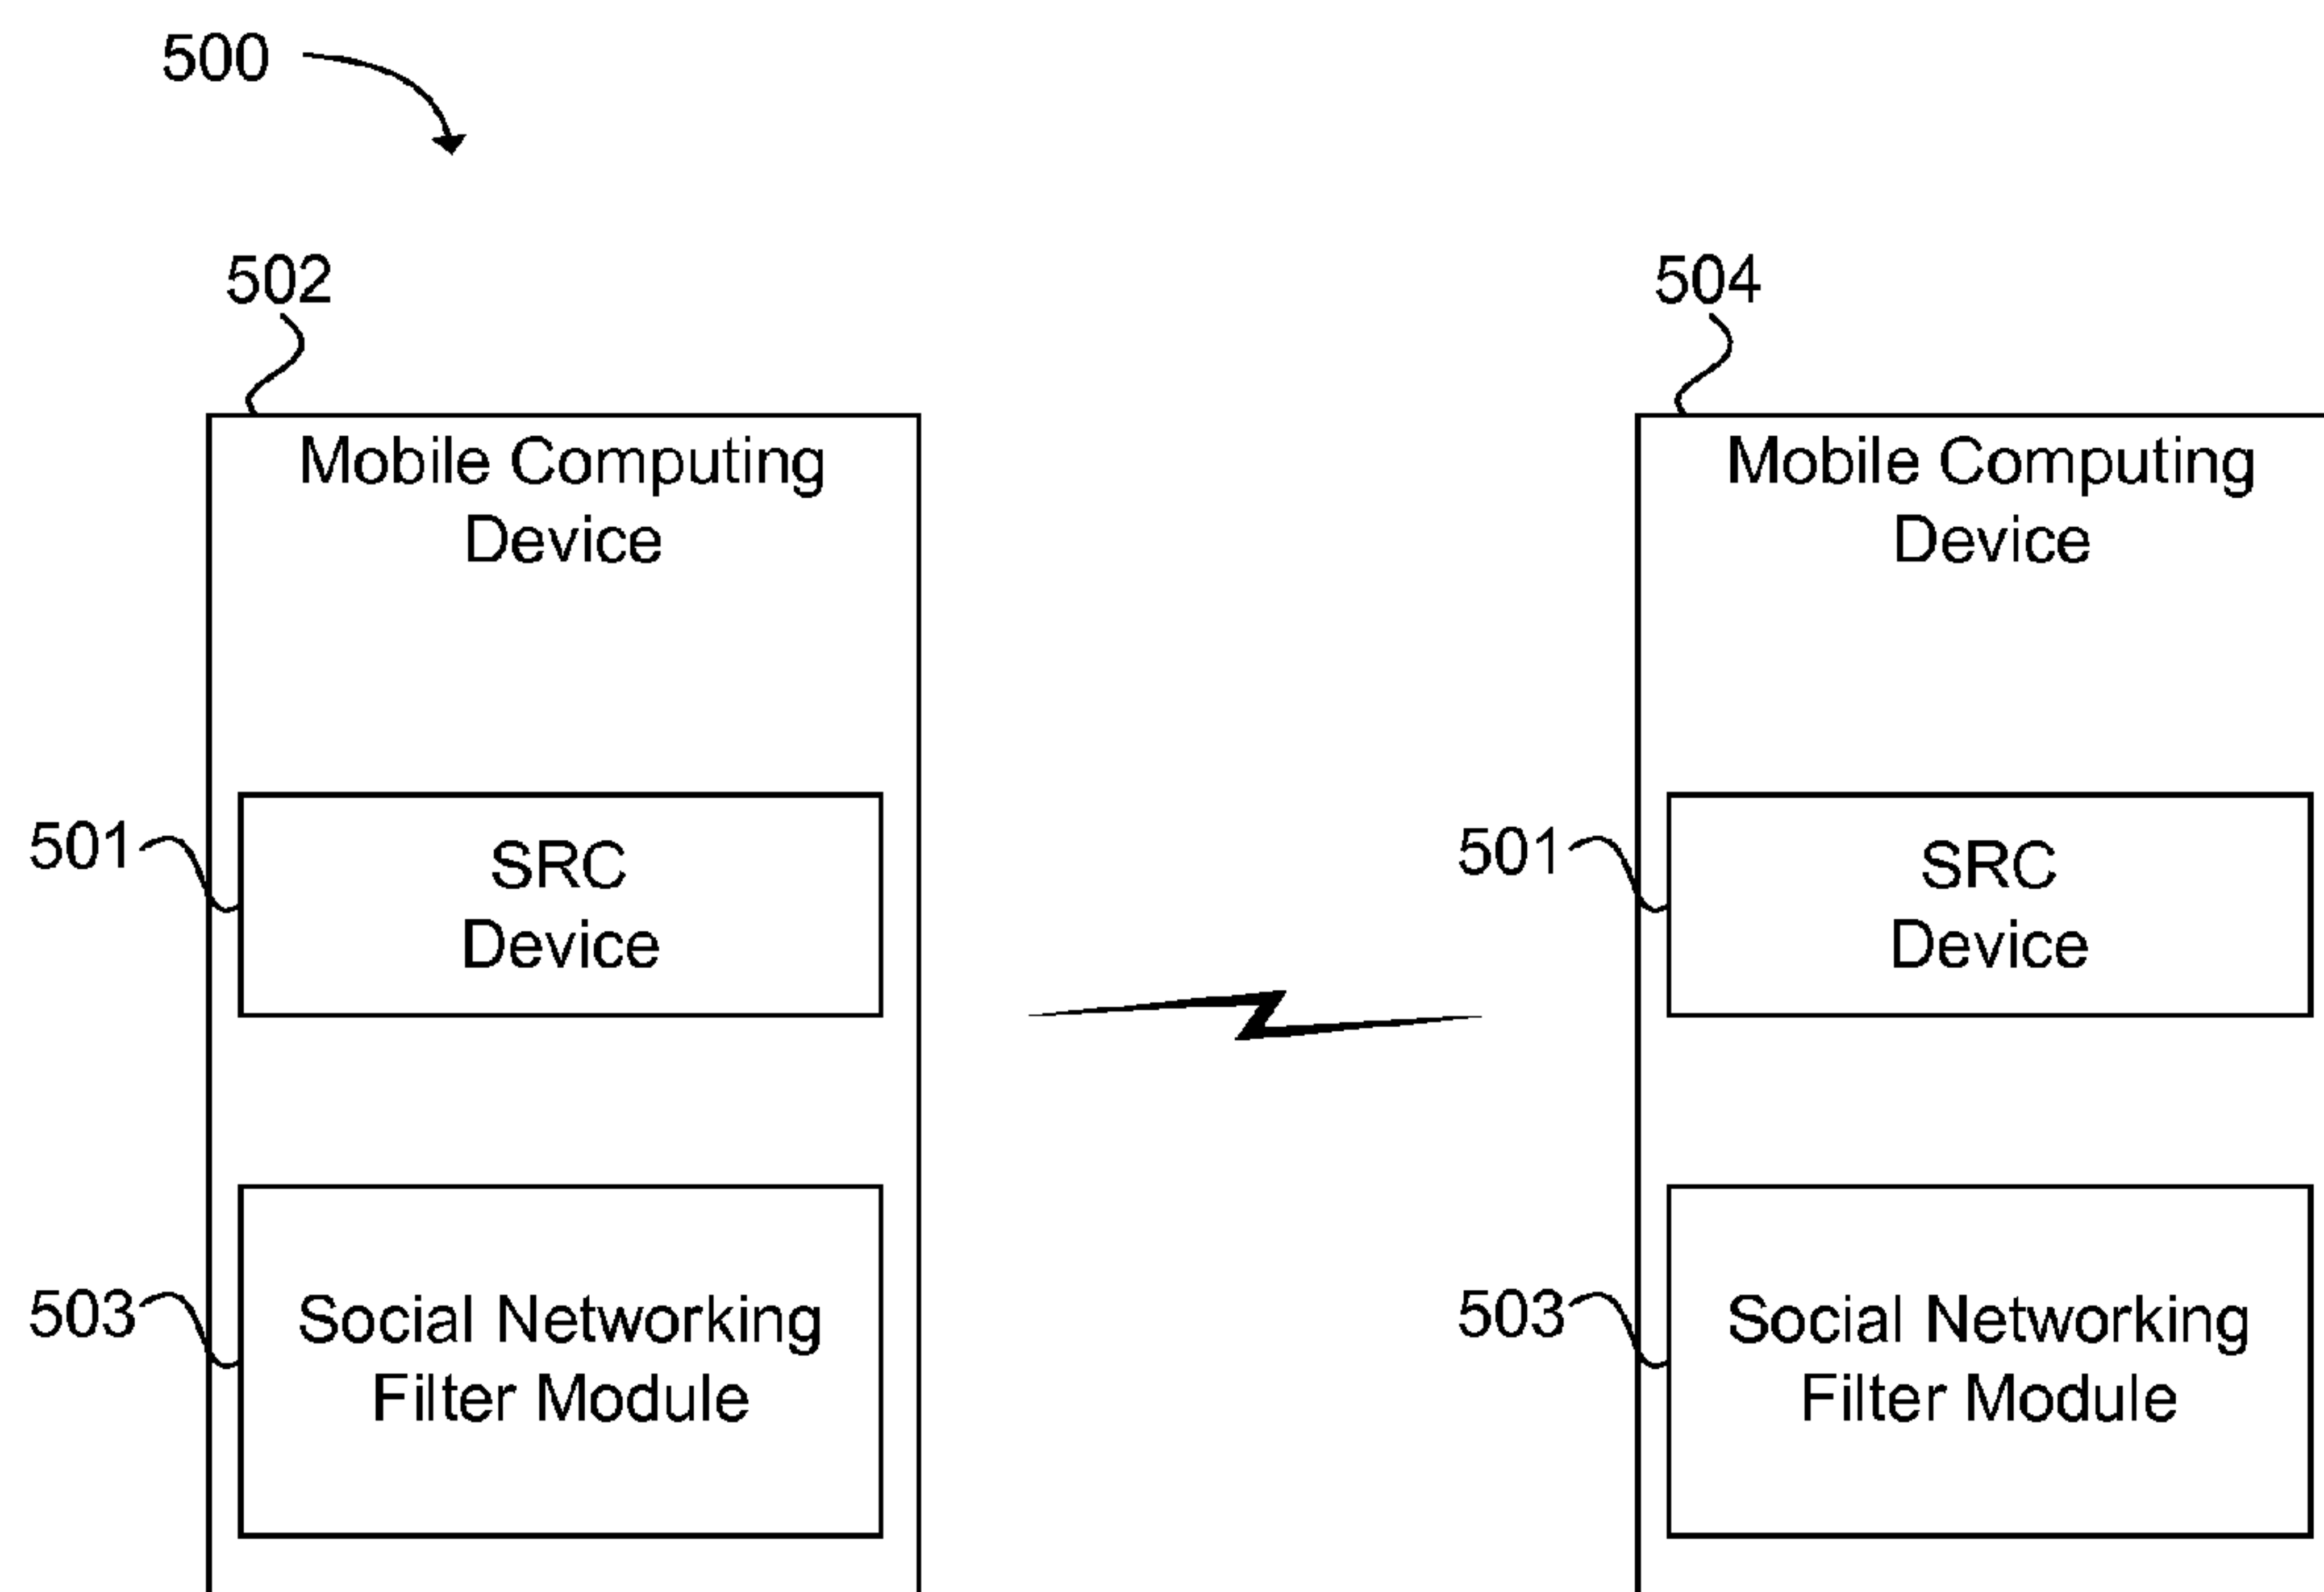 500
502
504
Mobile Computing
Device
Mobile Computing
Device
501
SRC
Device
501
SRC
Device
503
Social Networking
Filter Module
503
Social Networking
Filter Module